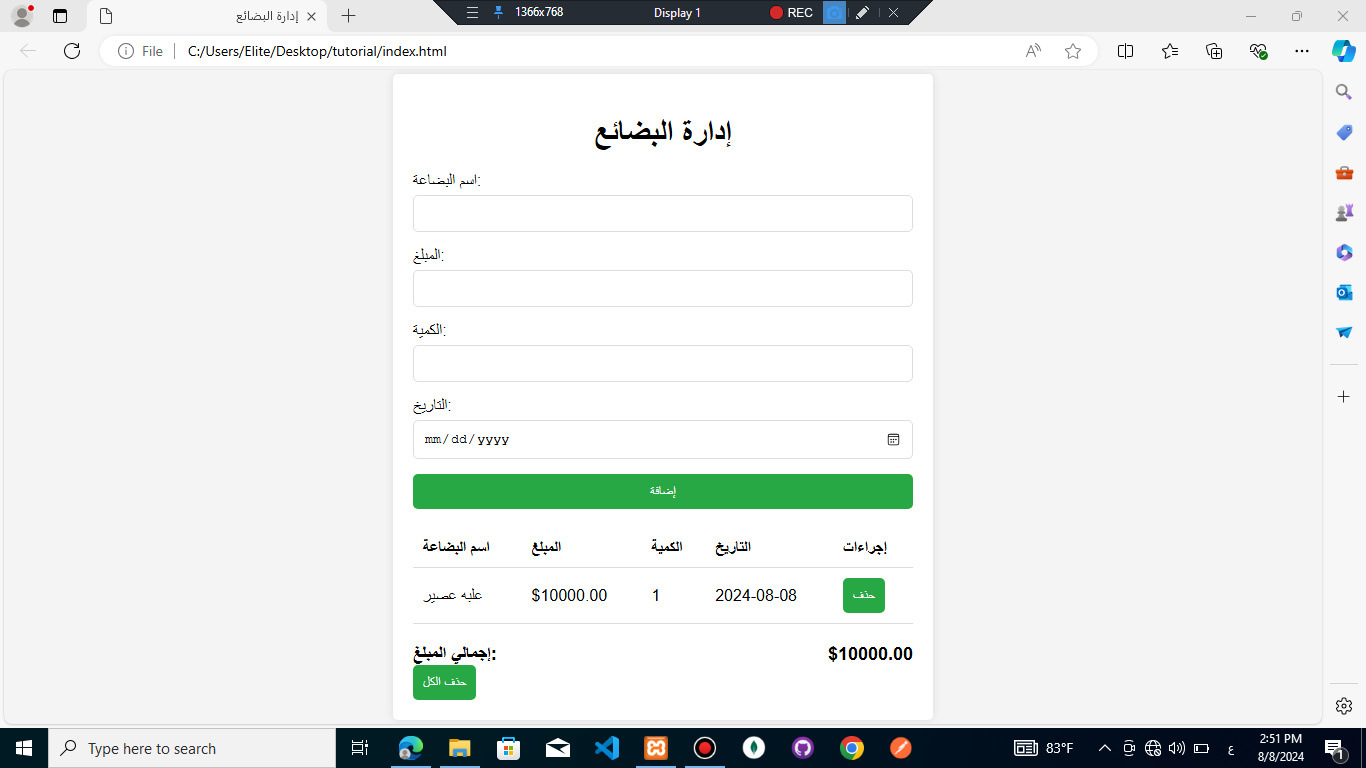 1366x768 Display 1 REC
إدارة البضائع
File C:/Users/Elite/Desktop/tutorial/index.html
إدارة البضائع
اسم البضاعة:
المبلغ:
الكمية:
التاريخ:
mm/dd/yyyy
إضافة
اسم البضاعة المبلغ الكمية التاريخ إجراءات
علبه عصير $10000.00 1 2024-08-08 حذف
إجمالي المبلغ: $10000.00
حذف الكل
Type here to search
83°F
ع
2:51 PM
8/8/2024
1